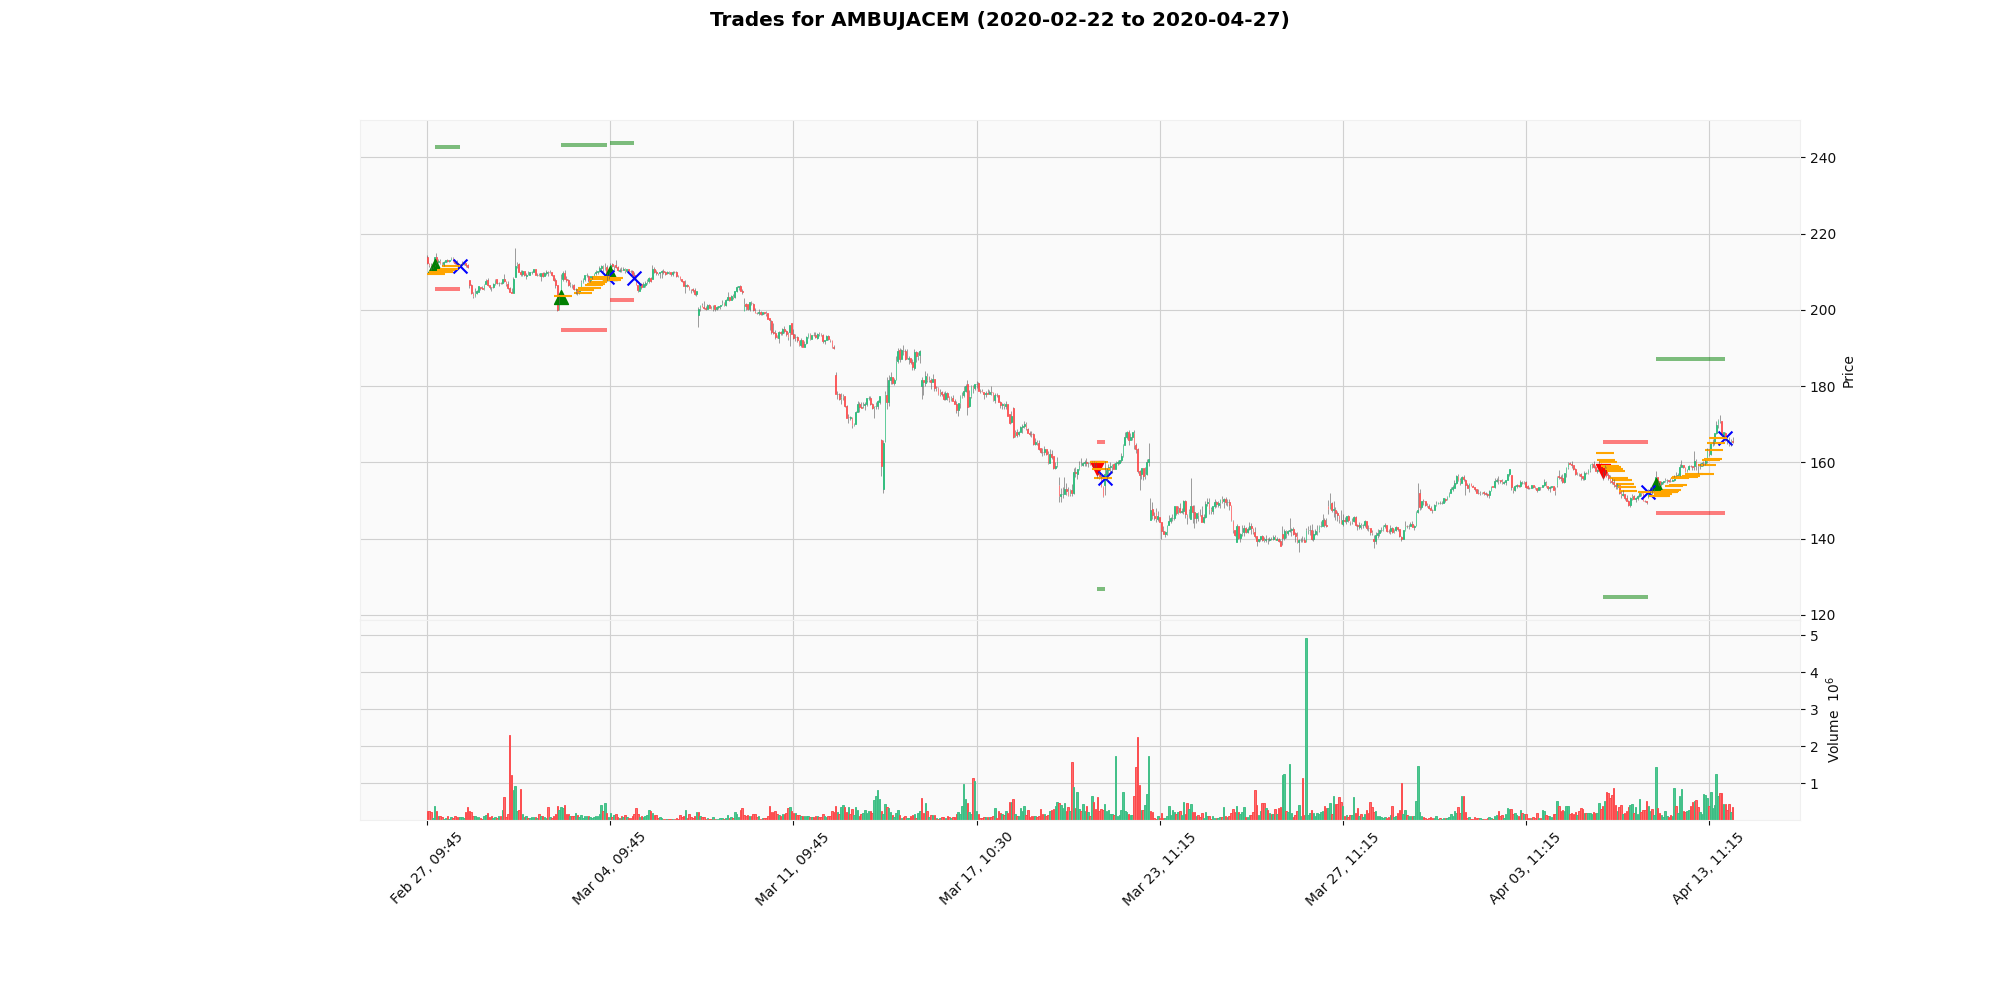 Trades for AMBUJACEM (2020-02-22 to 2020-04-27)
240
220
200
180
160
140
120
Price
5
4
3
2
1
Volume 10^6
Feb 27, 09:45
Mar 04, 09:45
Mar 11, 09:45
Mar 17, 10:30
Mar 23, 11:15
Mar 27, 11:15
Apr 03, 11:15
Apr 13, 11:15